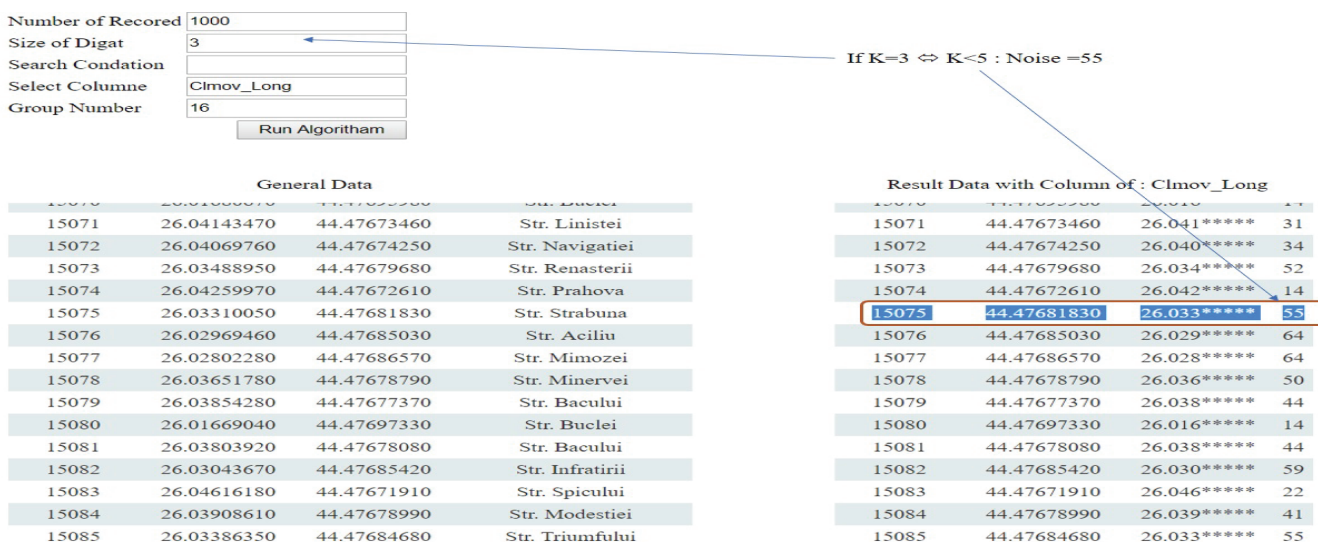 Number of Recored 1000
Size of Digat 3
If K=3 ⇔ K<5 : Noise =55
Search Condation
Select Columne Clmov_Long
Group Number 16
Run Algoritham
General Data
Result Data with Column of : Clmov_Long
15071 26.04143470 44.47673460 Str. Linistei 15071 44.47673460 26.041***** 31
15072 26.04069760 44.47674250 Str. Navigatiei 15072 44.47674250 26.040***** 34
15073 26.03488950 44.47679680 Str. Renasterii 15073 44.47679680 26.034***** 52
15074 26.04259970 44.47672610 Str. Prahova 15074 44.47672610 26.042***** 14
15075 26.03310050 44.47681830 Str. Strabuna 15075 44.47681830 26.033***** 55
15076 26.02969460 44.47685030 Str. Aciliu 15076 44.47685030 26.029***** 64
15077 26.02802280 44.47686570 Str. Mimozei 15077 44.47686570 26.028***** 64
15078 26.03651780 44.47678790 Str. Minervei 15078 44.47678790 26.036***** 50
15079 26.03854280 44.47677370 Str. Bacului 15079 44.47677370 26.038***** 44
15080 26.01669040 44.47697330 Str. Buclei 15080 44.47697330 26.016***** 14
15081 26.03803920 44.47678080 Str. Bacului 15081 44.47678080 26.038***** 44
15082 26.03043670 44.47685420 Str. Infratirii 15082 44.47685420 26.030***** 59
15083 26.04616180 44.47671910 Str. Spicului 15083 44.47671910 26.046***** 22
15084 26.03908610 44.47678990 Str. Modestiei 15084 44.47678990 26.039***** 41
15085 26.03386350 44.47684680 Str. Triumfului 15085 44.47684680 26.033***** 55